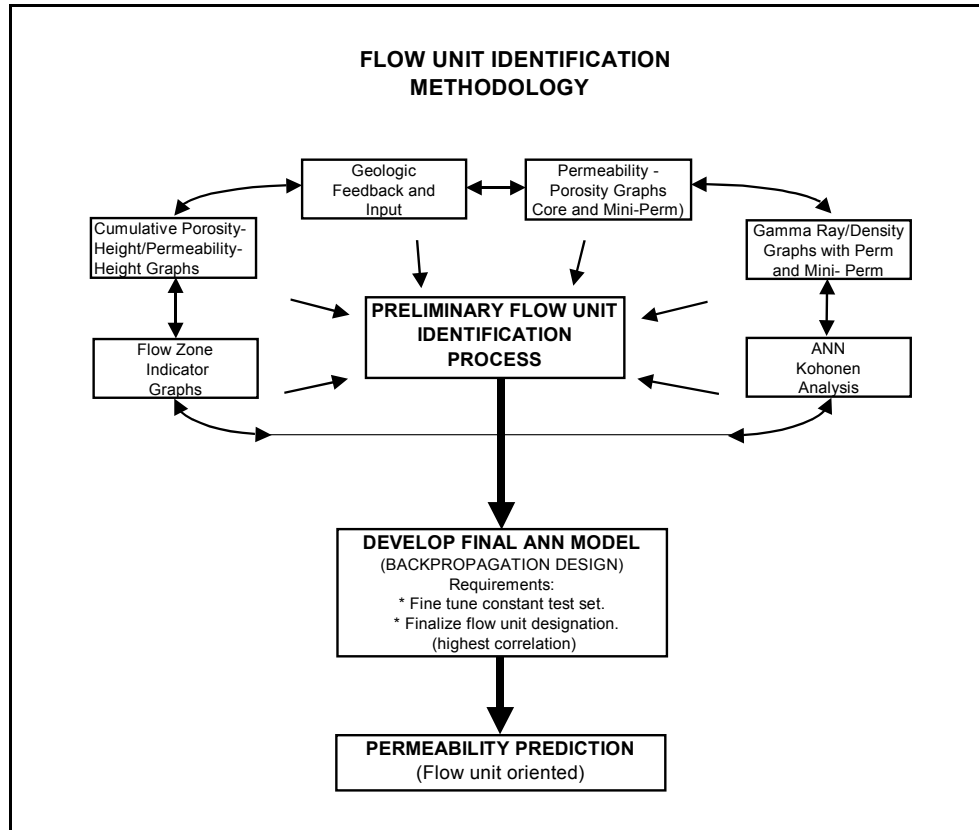 FLOW UNIT IDENTIFICATION
METHODOLOGY
Geologic
Feedback and
Input
Permeability -
Porosity Graphs
Core and Mini-Perm)
Cumulative Porosity-
Height/Permeability-
Height Graphs
Gamma Ray/Density
Graphs with Perm
and Mini- Perm
PRELIMINARY FLOW UNIT
IDENTIFICATION
PROCESS
Flow Zone
Indicator
Graphs
ANN
Kohonen
Analysis
DEVELOP FINAL ANN MODEL
(BACKPROPAGATION DESIGN)
Requirements:
* Fine tune constant test set.
* Finalize flow unit designation.
(highest correlation)
PERMEABILITY PREDICTION
(Flow unit oriented)